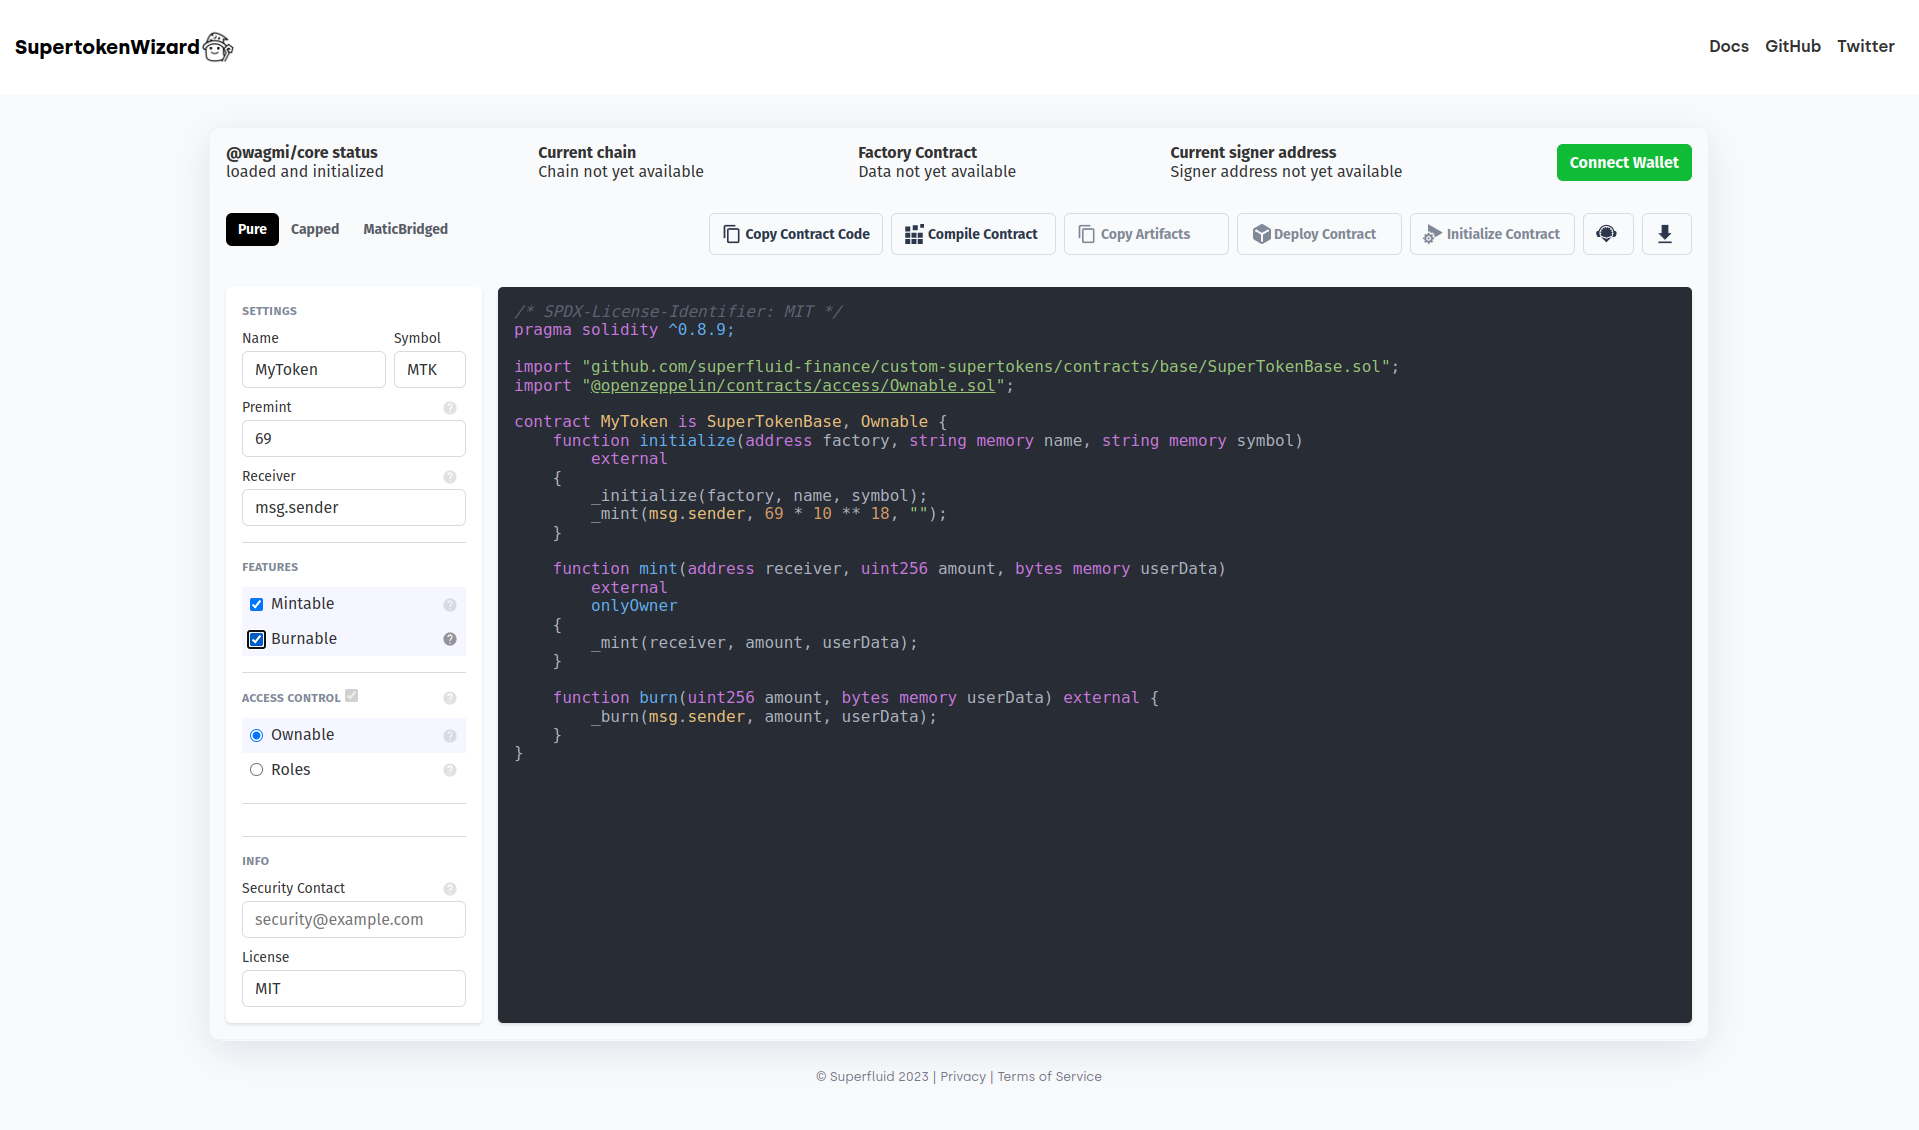 SupertokenWizard
Docs GitHub Twitter
@wagmi/core status
loaded and initialized
Current chain
Chain not yet available
Factory Contract
Data not yet available
Current signer address
Signer address not yet available
Connect Wallet
Pure Capped MaticBridged
Copy Contract Code Compile Contract Copy Artifacts Deploy Contract Initialize Contract
SETTINGS
Name Symbol
MyToken MTK
Premint ?
69
Receiver ?
msg.sender
FEATURES
Mintable ?
Burnable ?
ACCESS CONTROL ?
Ownable ?
Roles ?
INFO
Security Contact ?
security@example.com
License
MIT
/* SPDX-License-Identifier: MIT */
pragma solidity ^0.8.9;
import "github.com/superfluid-finance/custom-supertokens/contracts/base/SuperTokenBase.sol";
import "@openzeppelin/contracts/access/Ownable.sol";
contract MyToken is SuperTokenBase, Ownable {
function initialize(address factory, string memory name, string memory symbol)
external
{
_initialize(factory, name, symbol);
_mint(msg.sender, 69 * 10 ** 18, "");
}
function mint(address receiver, uint256 amount, bytes memory userData)
external
onlyOwner
{
_mint(receiver, amount, userData);
}
function burn(uint256 amount, bytes memory userData) external {
_burn(msg.sender, amount, userData);
}
}
© Superfluid 2023 | Privacy | Terms of Service